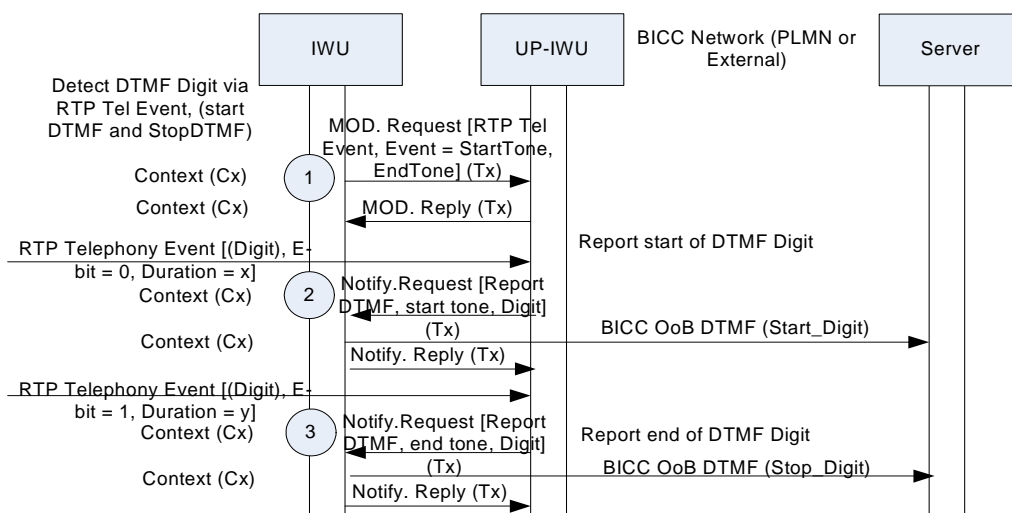 IWU
UP-IWU
BICC Network (PLMN or
External)
Server
Detect DTMF Digit via
RTP Tel Event, (start
DTMF and StopDTMF)
MOD. Request [RTP Tel
Event, Event = StartTone,
EndTone] (Tx)
Context (Cx)
1
Context (Cx)
MOD. Reply (Tx)
RTP Telephony Event [(Digit), E-
bit = 0, Duration = x]
Report start of DTMF Digit
Context (Cx)
2
Notify.Request [Report
DTMF, start tone, Digit]
(Tx)
Context (Cx)
BICC OoB DTMF (Start_Digit)
Notify. Reply (Tx)
RTP Telephony Event [(Digit), E-
bit = 1, Duration = y]
Context (Cx)
3
Notify.Request [Report
DTMF, end tone, Digit]
(Tx)
Report end of DTMF Digit
Context (Cx)
BICC OoB DTMF (Stop_Digit)
Notify. Reply (Tx)